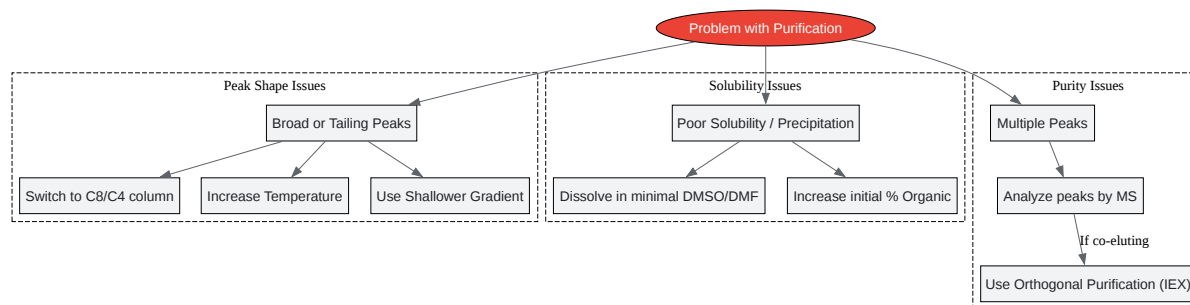 Problem with Purification
Peak Shape Issues
Broad or Tailing Peaks
Switch to C8/C4 column
Increase Temperature
Use Shallower Gradient
Solubility Issues
Poor Solubility / Precipitation
Dissolve in minimal DMSO/DMF
Increase initial % Organic
Purity Issues
Multiple Peaks
Analyze peaks by MS
If co-eluting
Use Orthogonal Purification (IEX)